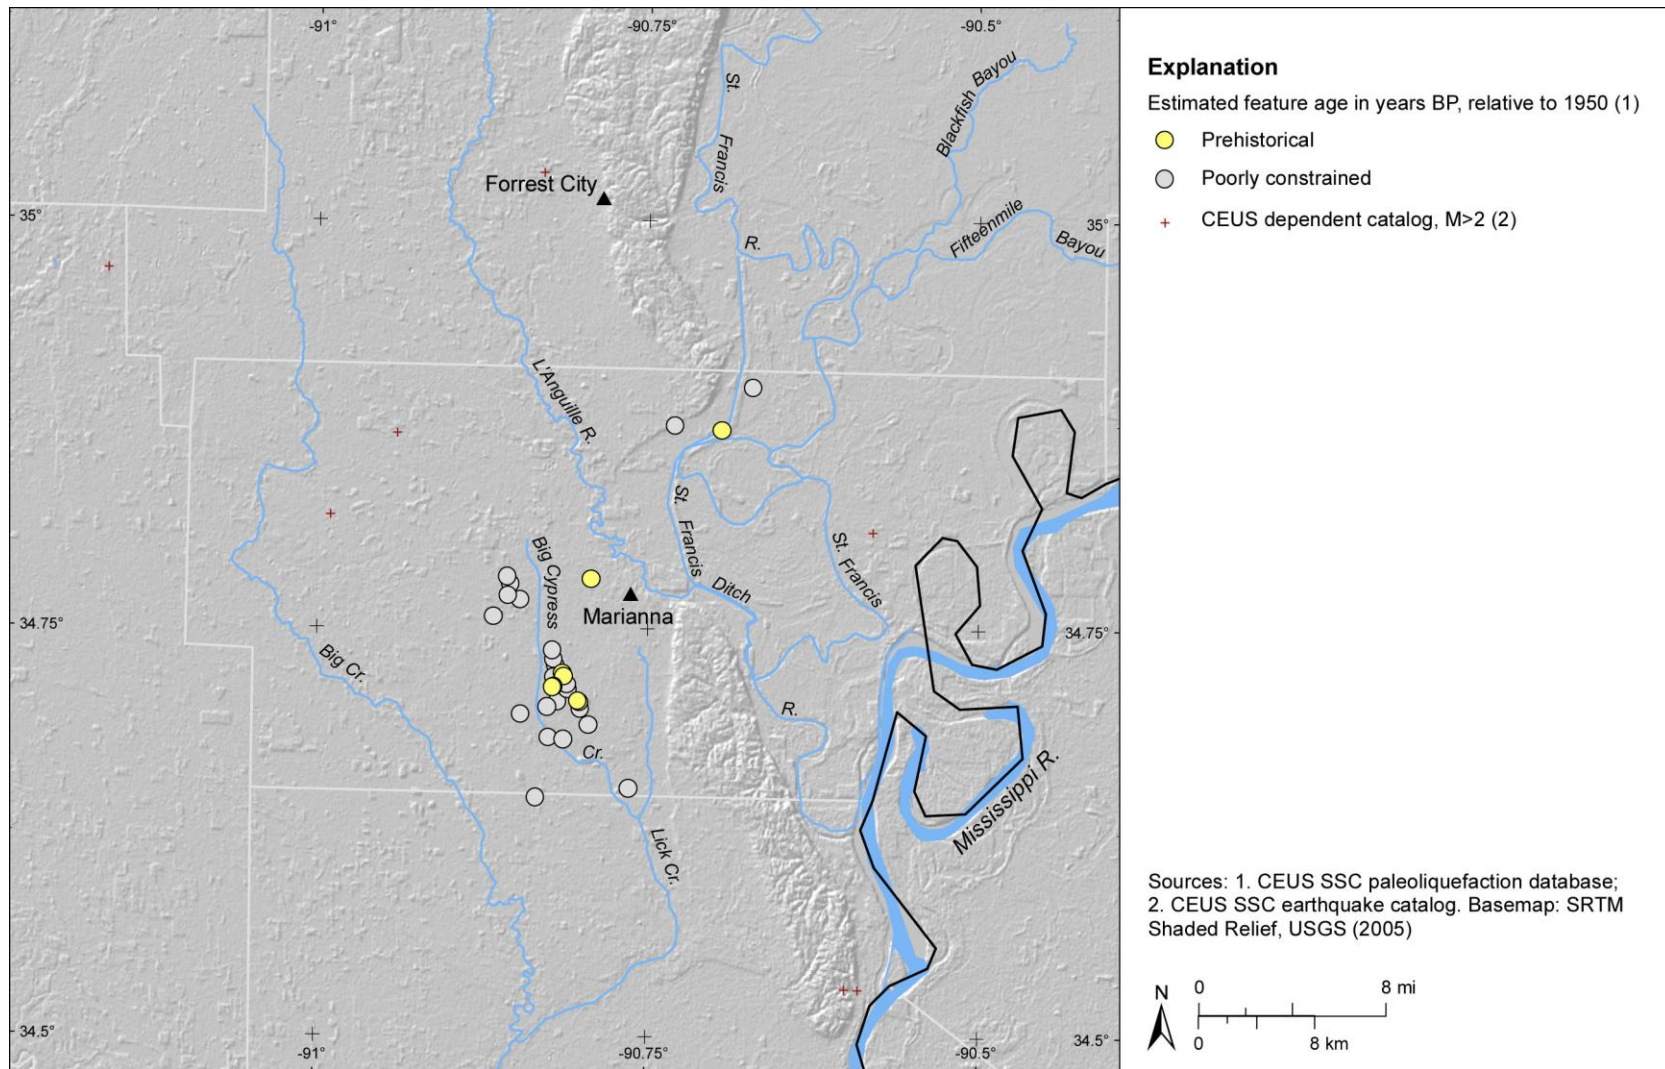 -91°
-90.75°
-90.5°
St.
Francis
R.
Blackfish Bayou
Forrest City
35°
35°
Fifteenmile
Bayou
L'Anguille R.
St.
Francis
Ditch
St. Francis
Big Cypress
Marianna
34.75°
34.75°
Big Cr.
R.
Cr.
Mississippi R.
Lick Cr.
34.5°
34.5°
-91°
-90.75°
-90.5°
Explanation
Estimated feature age in years BP, relative to 1950 (1)
Prehistorical
Poorly constrained
CEUS dependent catalog, M>2 (2)
Sources: 1. CEUS SSC paleoliquefaction database;
2. CEUS SSC earthquake catalog. Basemap: SRTM
Shaded Relief, USGS (2005)
N
0 8 mi
0 8 km